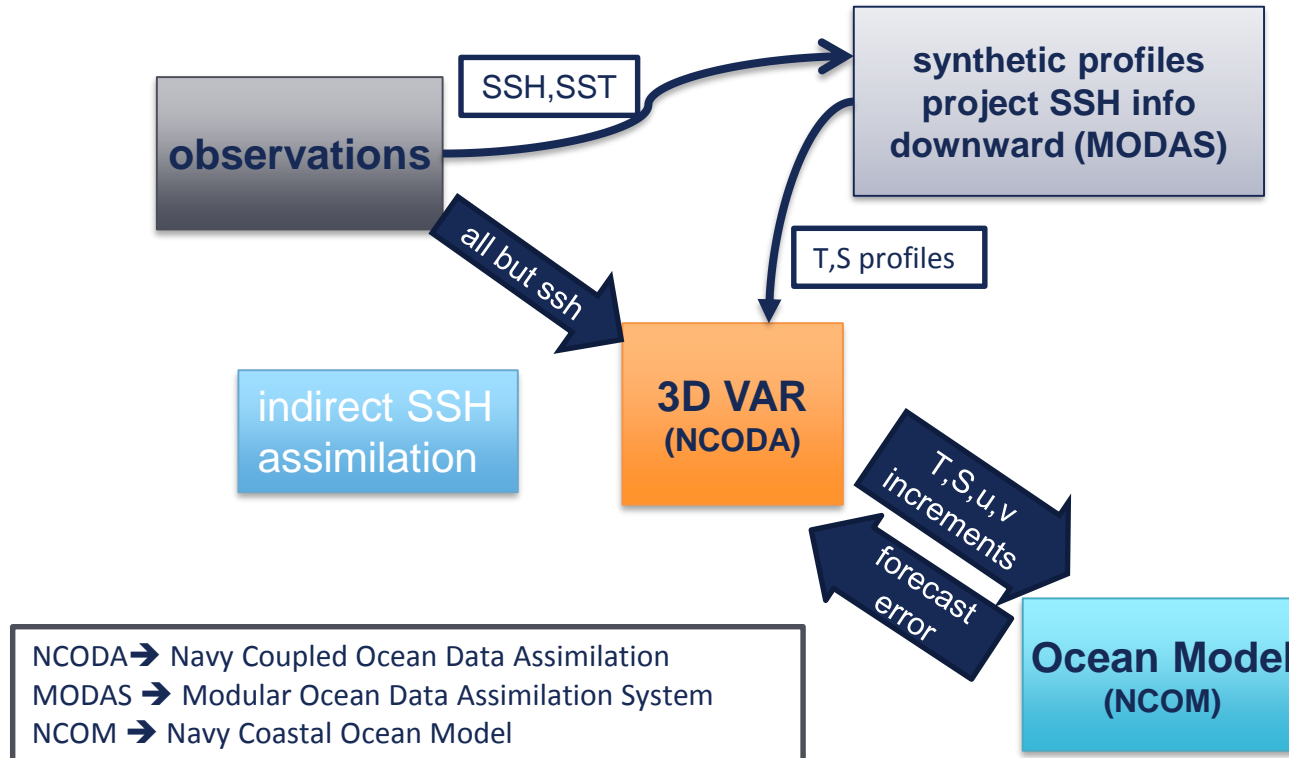 SSH,SST
synthetic profiles
project SSH info
downward (MODAS)
observations
all but ssh
T,S profiles
indirect SSH
assimilation
3D VAR
(NCODA)
T,S,u,v
increments
forecast
error
Ocean Model
(NCOM)
NCODA➔ Navy Coupled Ocean Data Assimilation
MODAS ➔ Modular Ocean Data Assimilation System
NCOM ➔ Navy Coastal Ocean Model